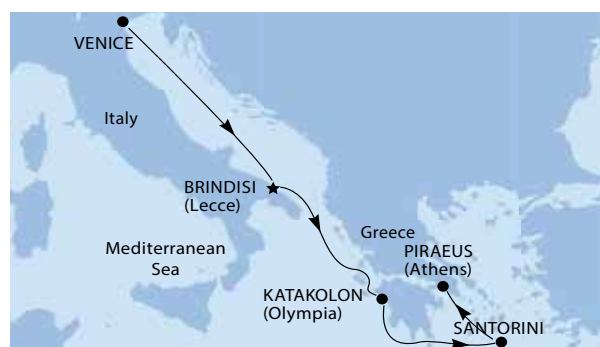 VENICE
Italy
BRINDISI
(Lecce)
Mediterranean
Sea
Greece
PIRAEUS
(Athens)
KATAKOLON
(Olympia)
SANTORINI